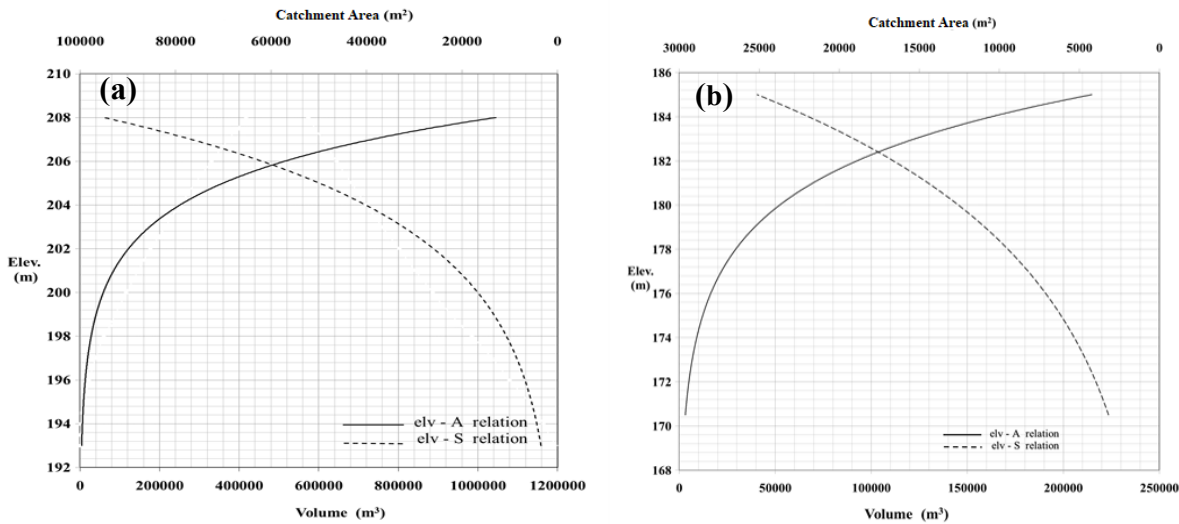 Catchment Area (m²)
100000 80000 60000 40000 20000 0
210
208
206
204
202
200
198
196
194
192
(a)
Elev.
(m)
elv - A relation
elv - S relation
0 200000 400000 600000 800000 1000000 1200000
Volume (m³)
Catchment Area (m²)
30000 25000 20000 15000 10000 5000 0
186
184
182
180
178
176
174
172
170
168
(b)
Elev.
(m)
elv - A relation
elv - S relation
0 50000 100000 150000 200000 250000
Volume (m³)